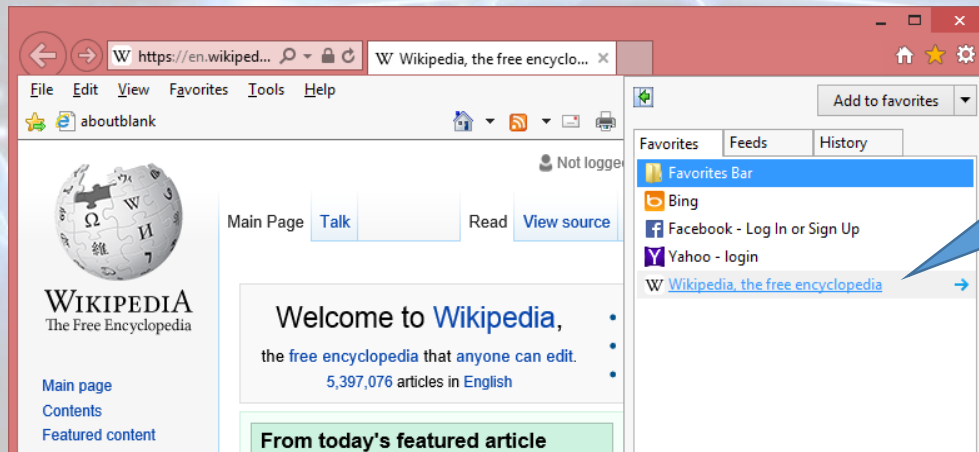 https://en.wikiped...
W Wikipedia, the free encyclo...
File Edit View Favorites Tools Help
aboutblank
Add to favorites
Favorites Feeds History
Favorites Bar
Bing
Facebook - Log In or Sign Up
Yahoo - login
W Wikipedia, the free encyclopedia
Not logge
Main Page Talk Read View source
Ω W И
維 7
WIKIPEDIA
The Free Encyclopedia
Welcome to Wikipedia,
the free encyclopedia that anyone can edit.
5,397,076 articles in English
Main page
Contents
Featured content
From today's featured article